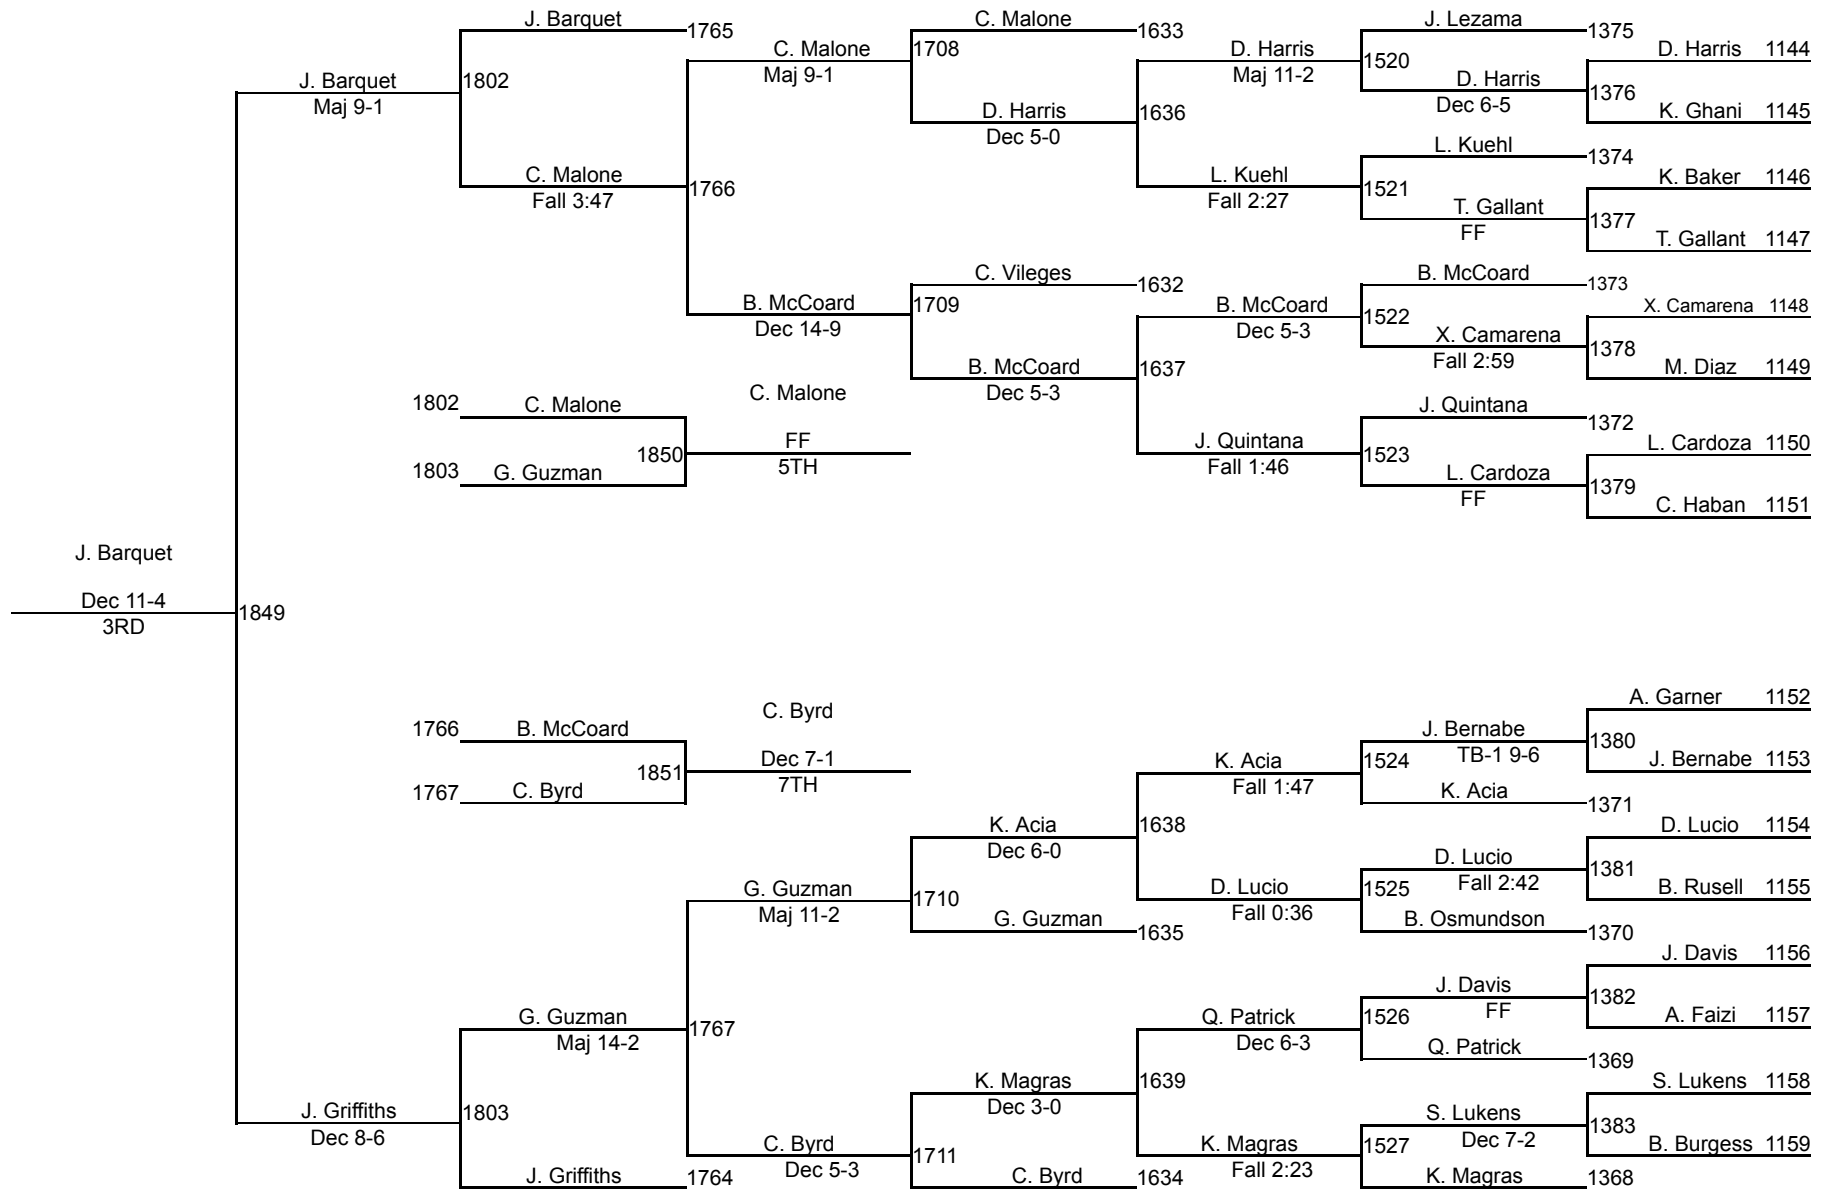 J. Barquet
1765
C. Malone
1633
J. Lezama
1375
C. Malone
1708
D. Harris
D. Harris 1144
Maj 9-1
Maj 11-2
1520
J. Barquet
1802
D. Harris
1376
Maj 9-1
D. Harris
1636
Dec 6-5
K. Ghani 1145
Dec 5-0
L. Kuehl
1374
C. Malone
1766
L. Kuehl
1521
K. Baker 1146
Fall 3:47
Fall 2:27
T. Gallant
1377
FF
T. Gallant 1147
C. Vileges
1632
B. McCoard
1373
B. McCoard
1709
B. McCoard
1522
X. Camarena 1148
Dec 14-9
Dec 5-3
X. Camarena
1378
B. McCoard
1637
Fall 2:59
M. Diaz 1149
Dec 5-3
1802
C. Malone
C. Malone
J. Quintana
1372
1850
FF
J. Quintana
1523
L. Cardoza 1150
1803
G. Guzman
5TH
Fall 1:46
L. Cardoza
1379
FF
C. Haban 1151
J. Barquet
Dec 11-4
1849
3RD
A. Garner 1152
1766
B. McCoard
C. Byrd
J. Bernabe
1380
1851
Dec 7-1
K. Acia
1524
TB-1 9-6
J. Bernabe 1153
1767
C. Byrd
7TH
Fall 1:47
K. Acia
1371
K. Acia
1638
D. Lucio 1154
Dec 6-0
D. Lucio
1381
G. Guzman
1710
D. Lucio
1525
Fall 2:42
B. Rusell 1155
Maj 11-2
G. Guzman
1635
Fall 0:36
B. Osmundson
1370
J. Davis 1156
J. Davis
1382
G. Guzman
1767
Q. Patrick
1526
FF
A. Faizi 1157
Maj 14-2
Dec 6-3
Q. Patrick
1369
K. Magras
1639
S. Lukens 1158
Dec 3-0
J. Griffiths
1803
S. Lukens
1383
Dec 8-6
C. Byrd
1711
K. Magras
1527
Dec 7-2
B. Burgess 1159
Dec 5-3
Fall 2:23
J. Griffiths
1764
C. Byrd
1634
K. Magras
1368